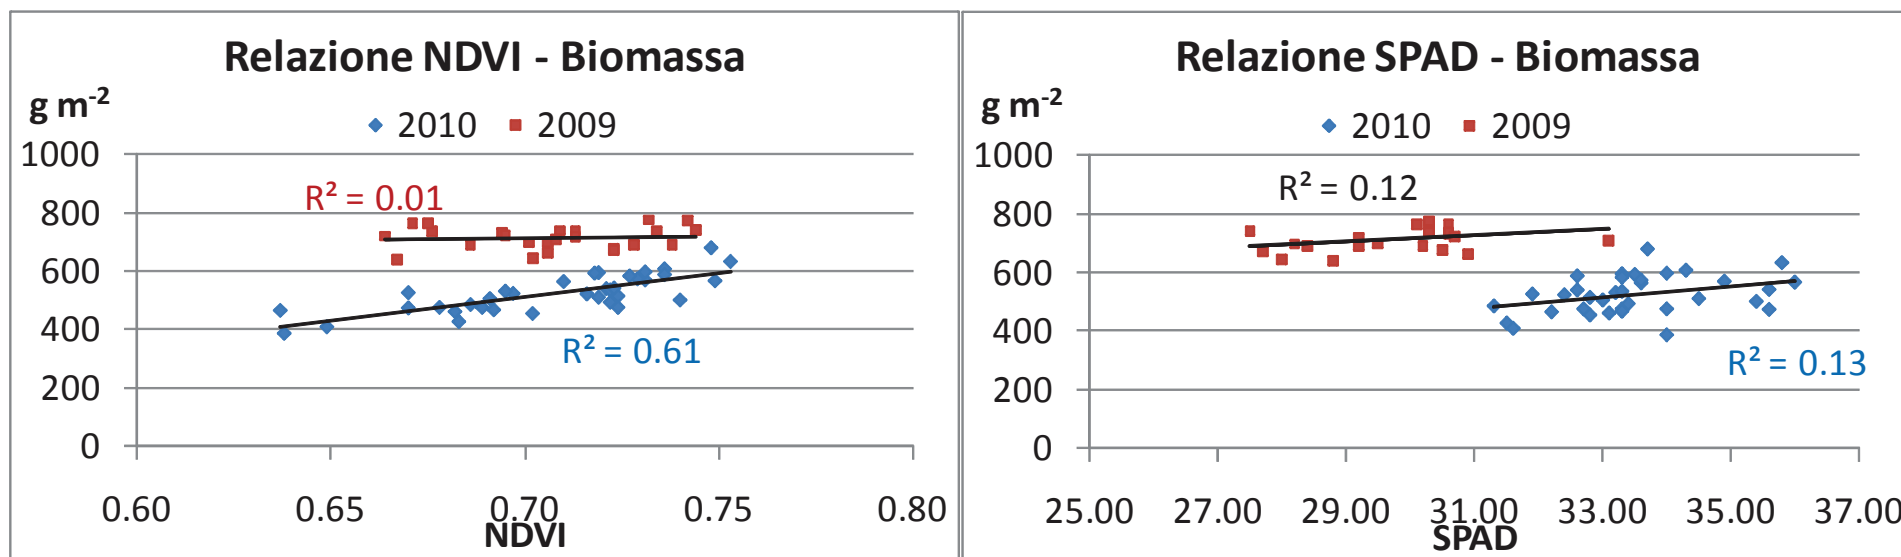 Relazione NDVI - Biomassa
g m-2
2010 2009
1000
800
600
400
200
0
R² = 0.01
R² = 0.61
0.60 0.65 0.70 0.75 0.80
NDVI
Relazione SPAD - Biomassa
g m-2
2010 2009
1000
800
600
400
200
0
R² = 0.12
R² = 0.13
25.00 27.00 29.00 31.00 33.00 35.00 37.00
SPAD